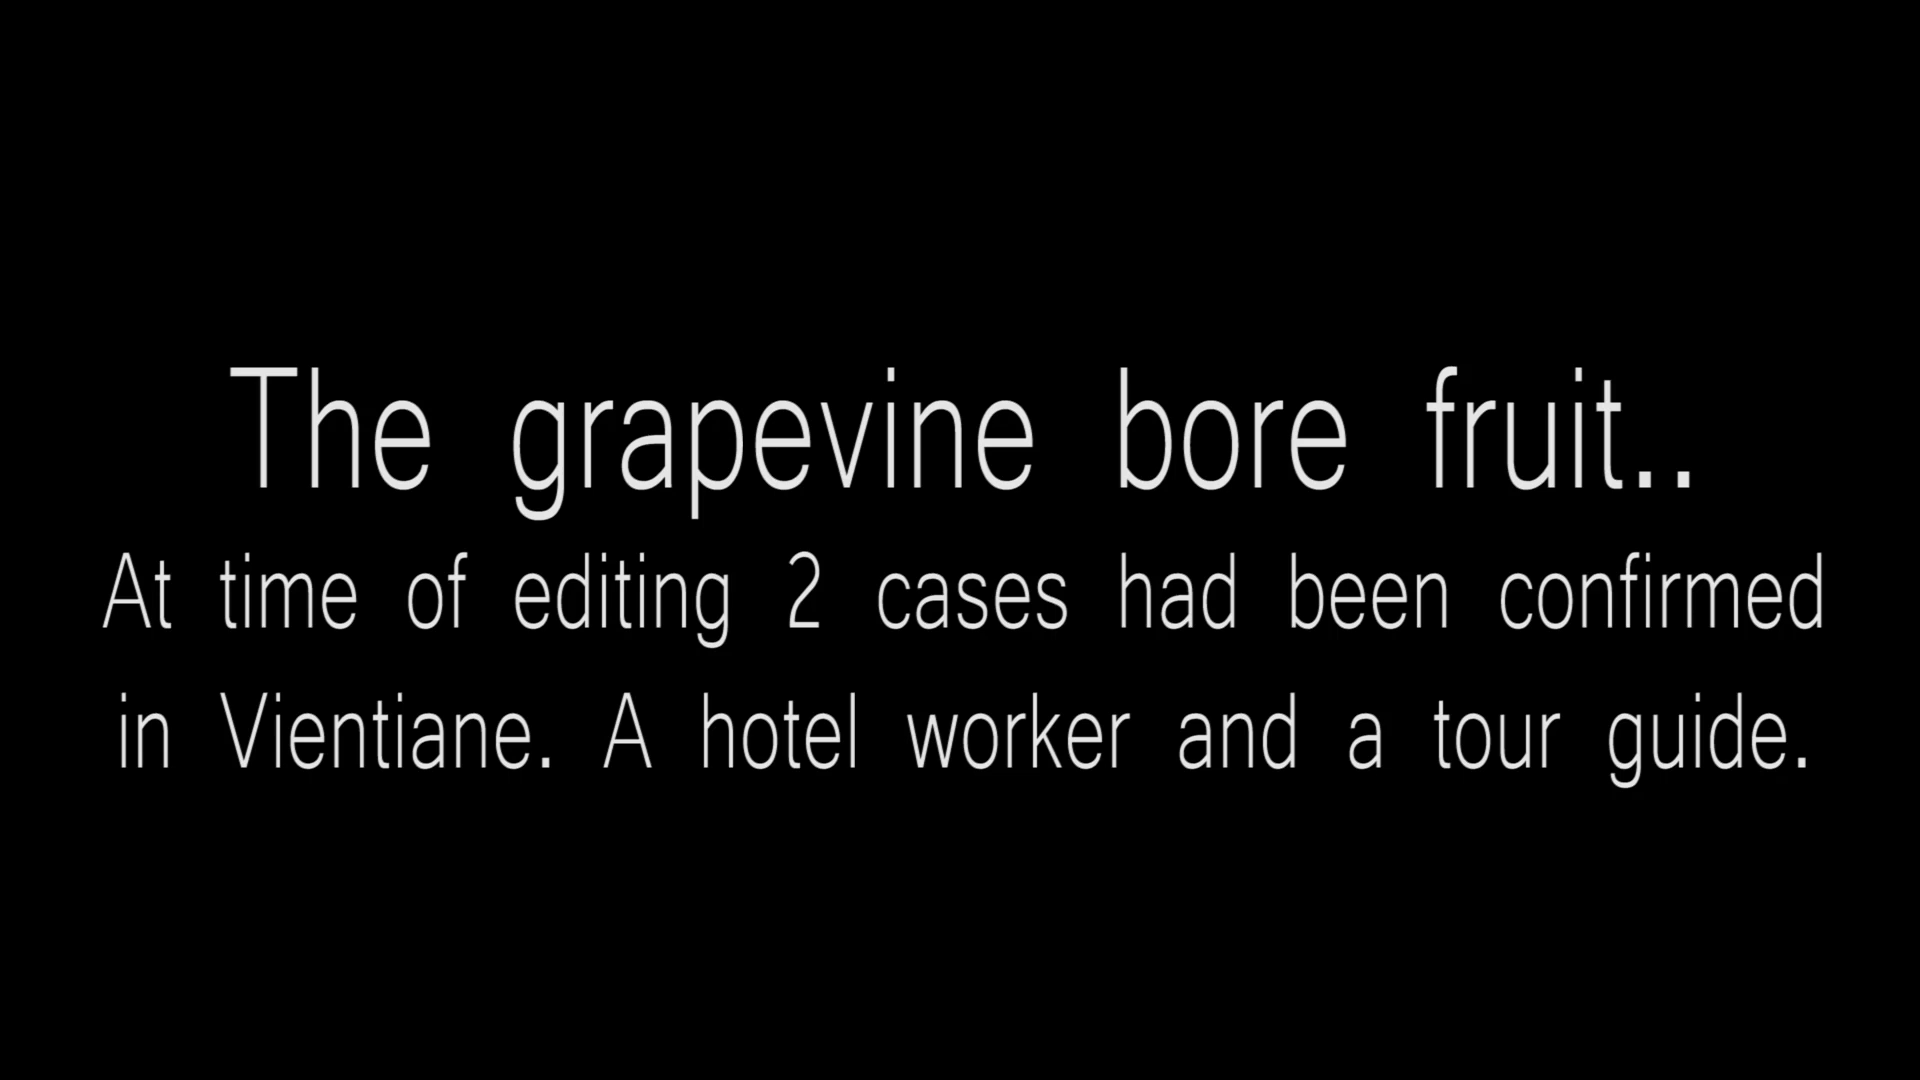 The grapevine bore fruit..
At time of editing 2 cases had been confirmed
in Vientiane. A hotel worker and a tour guide.